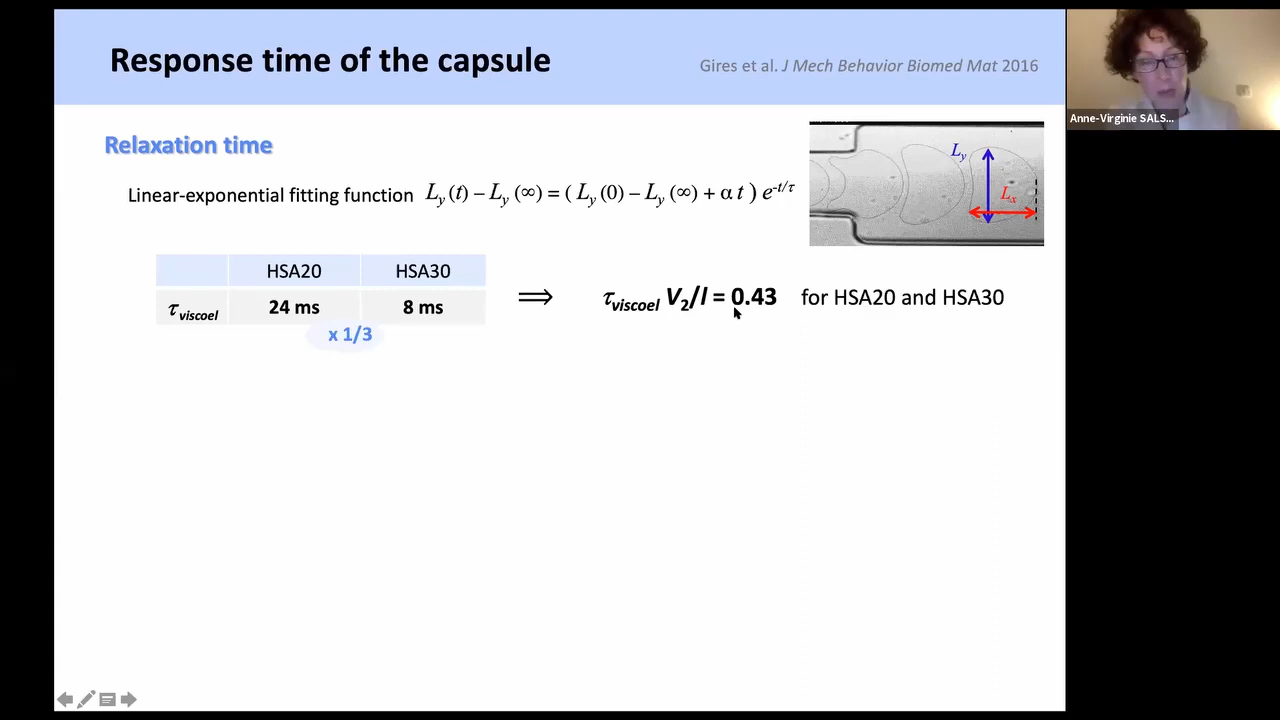 Response time of the capsule
Gires et al. J Mech Behavior Biomed Mat 2016
Anne-Virginie SALS...
Relaxation time
Linear-exponential fitting function L_y (t) – L_y (∞) = ( L_y (0) – L_y (∞) + α t ) e^{-t/τ}
L_y
L_x
HSA20 HSA30
τ_viscoel 24 ms 8 ms
x 1/3
⟹ τ_viscoel V_2/l = 0.43 for HSA20 and HSA30